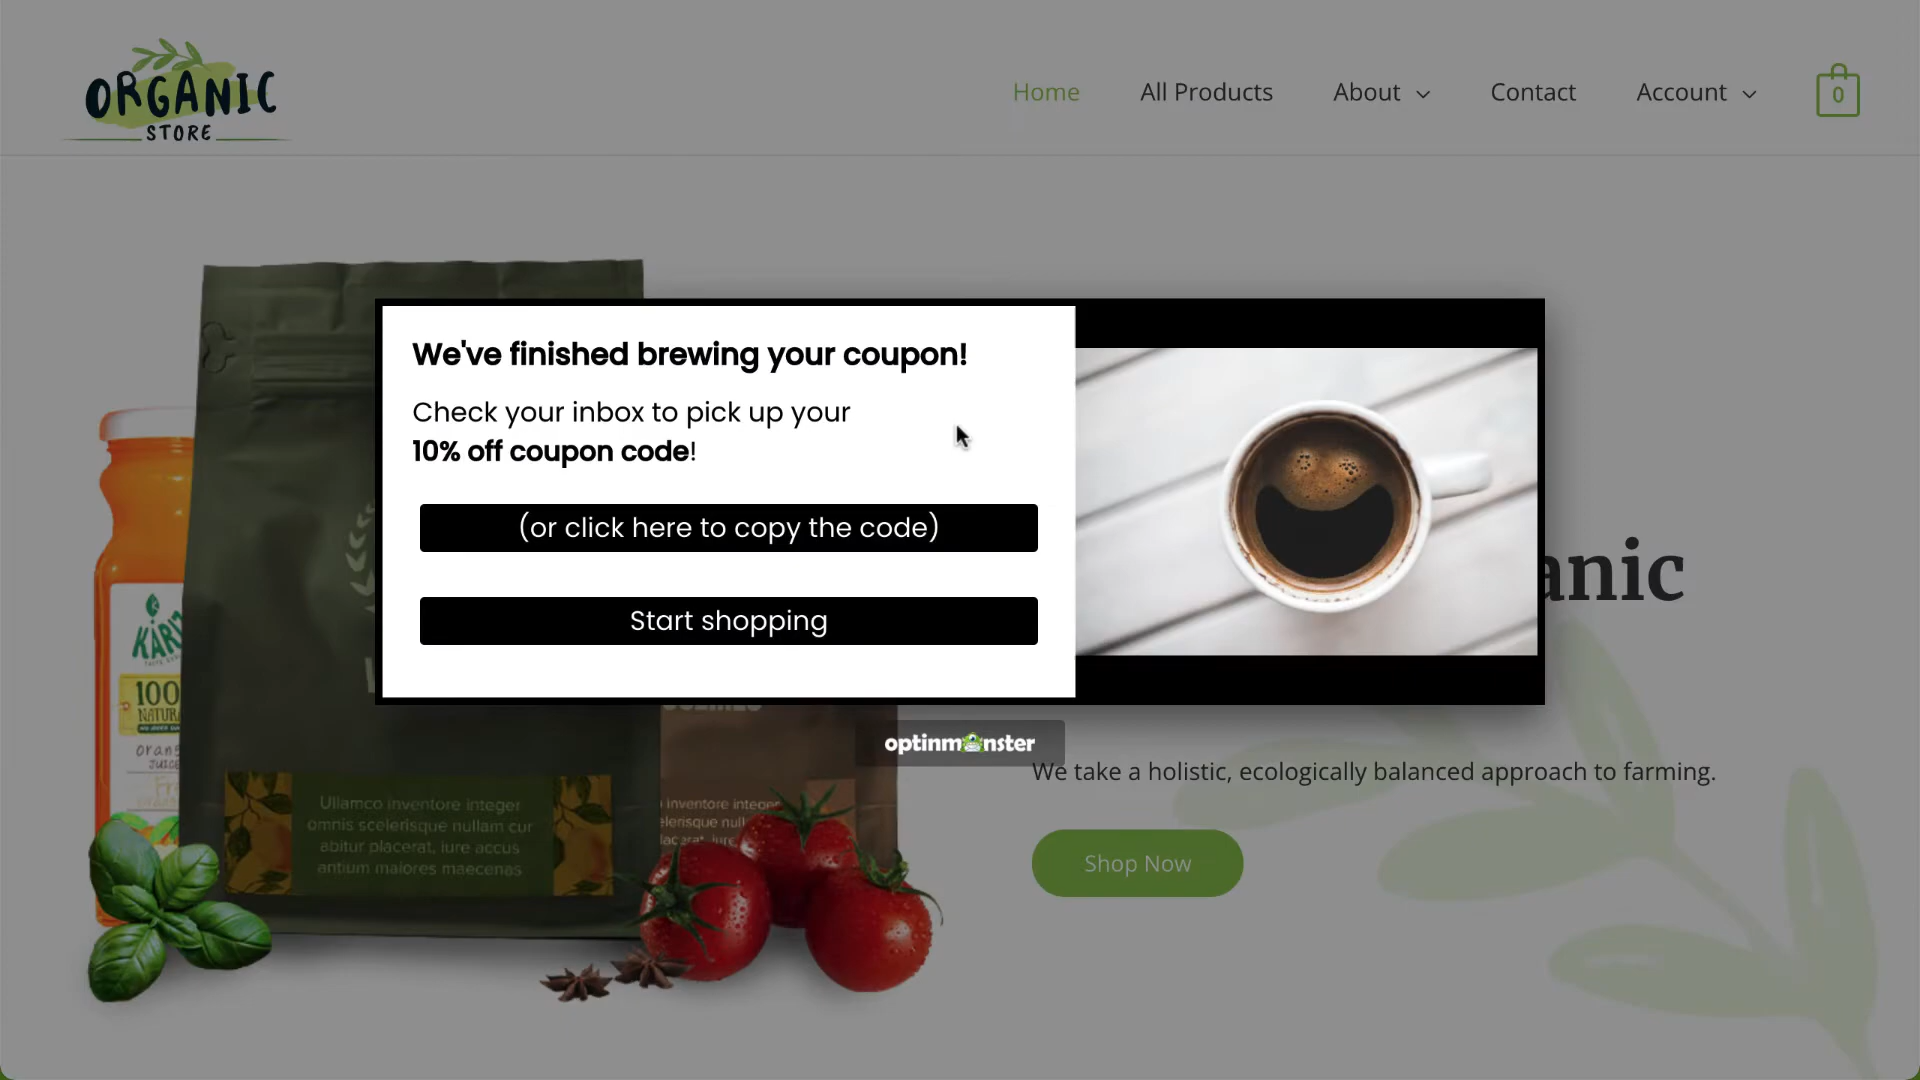 ORGANIC
STORE
Home
All Products
About
Contact
Account
0
We've finished brewing your coupon!
Check your inbox to pick up your
10% off coupon code!
(or click here to copy the code)
Start shopping
anic
optinmonster
We take a holistic, ecologically balanced approach to farming.
Shop Now
100
Ullamco inventore integer
omnis scelerisque nullam cur
abitur placerat, iure accus
antium maiores maecenas
inventore integer